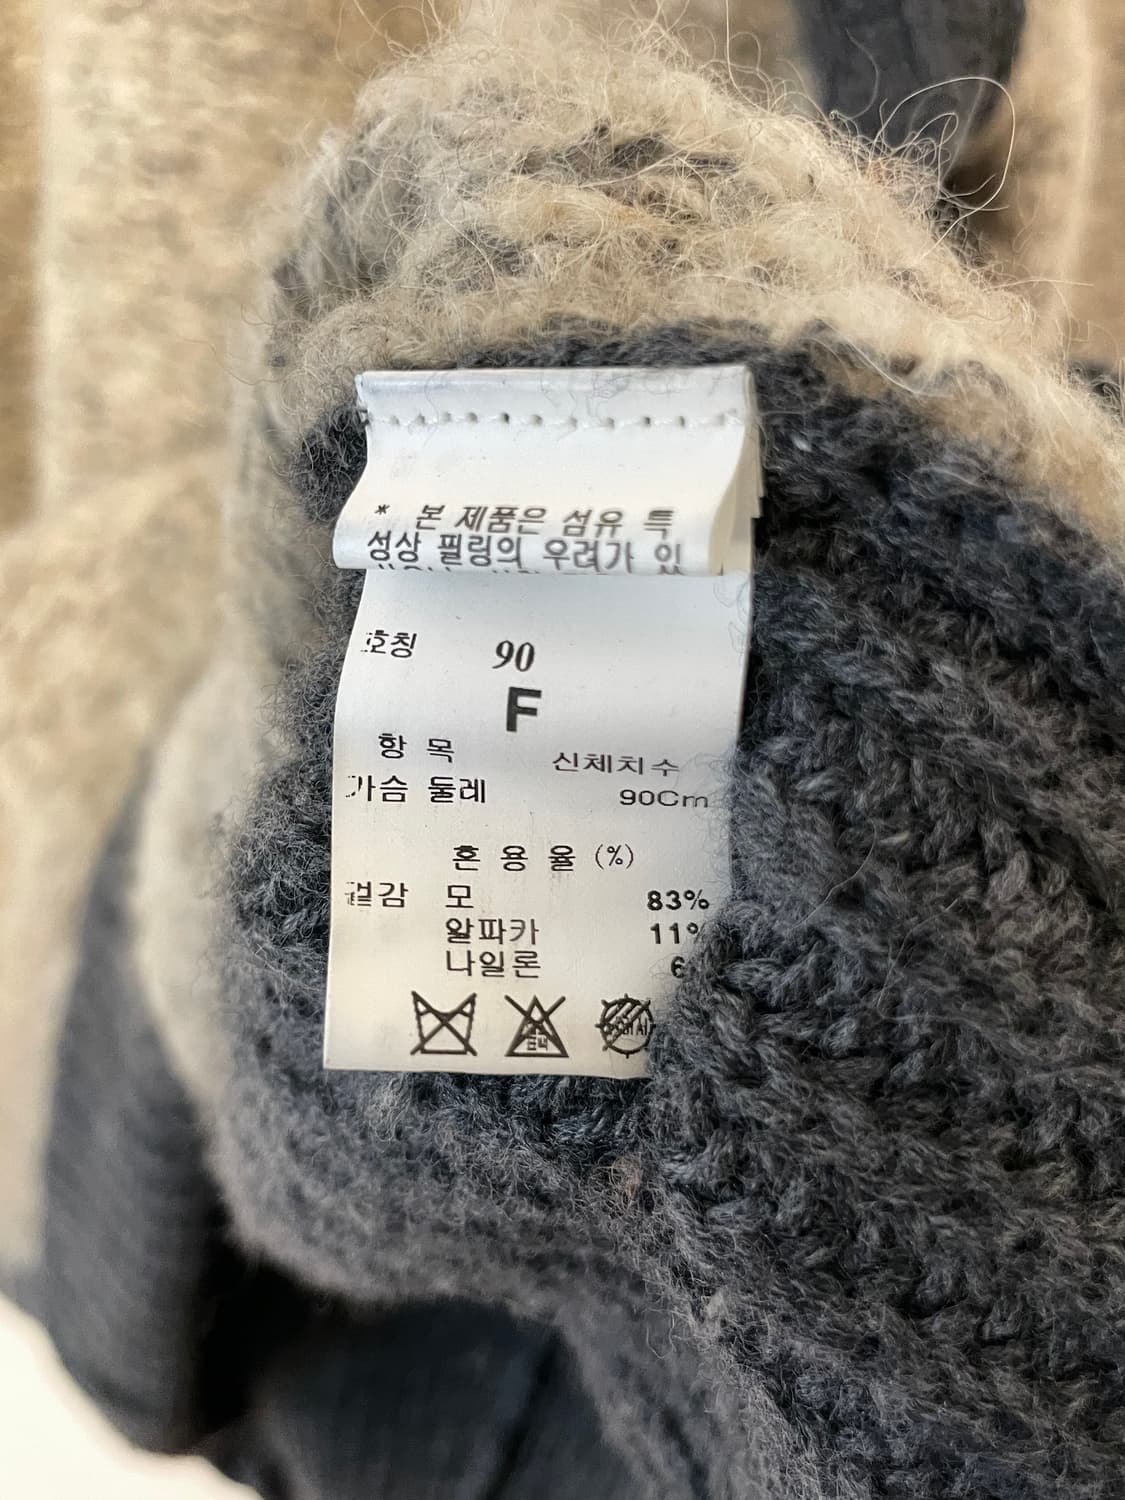 * 본 제품은 섬유 특
성상 필링의 우려가 있
호칭 90
F
항 목 신체치수
가슴 둘레 90Cm
혼 용 율 (%)
겉감 모 83%
알파카 11%
나일론 6